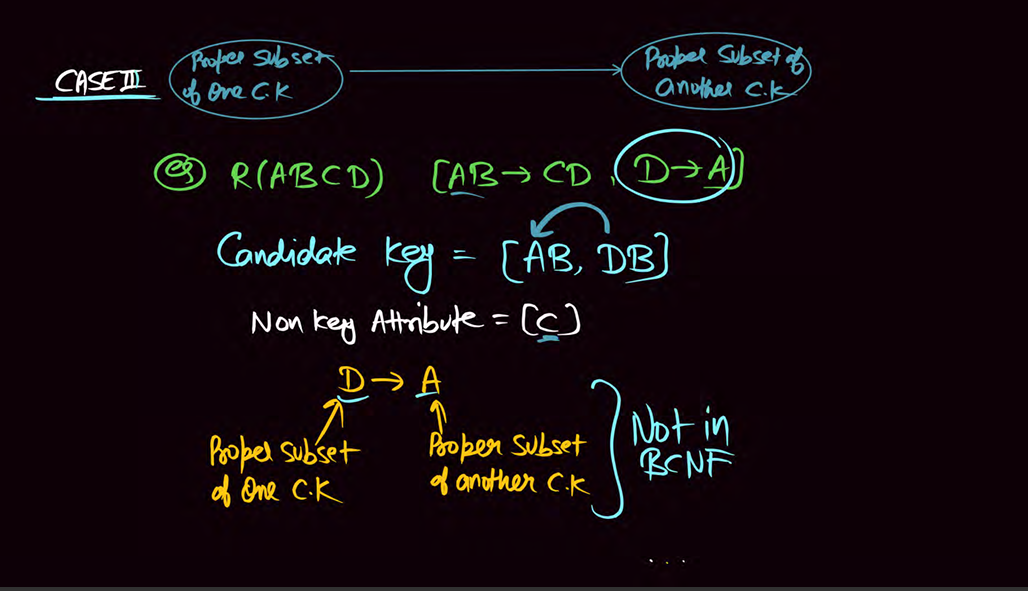 CASE III
Proper Subset
of One C.K
Proper Subset of
another C.K
eg R(ABCD) [AB → CD, D → A]
Candidate Key = [AB, DB]
Non Key Attribute = [C]
D → A
Proper subset
of One C.K
Proper subset
of another C.K
Not in
BCNF